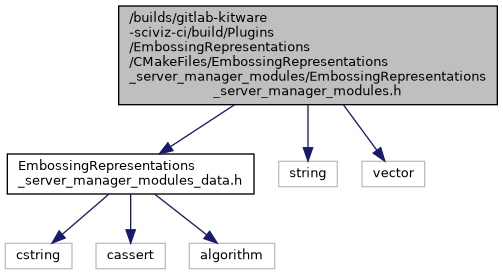 /builds/gitlab-kitware
-sciviz-ci/build/Plugins
/EmbossingRepresentations
/CMakeFiles/EmbossingRepresentations
_server_manager_modules/EmbossingRepresentations
_server_manager_modules.h
EmbossingRepresentations
_server_manager_modules_data.h
string
vector
cstring
cassert
algorithm